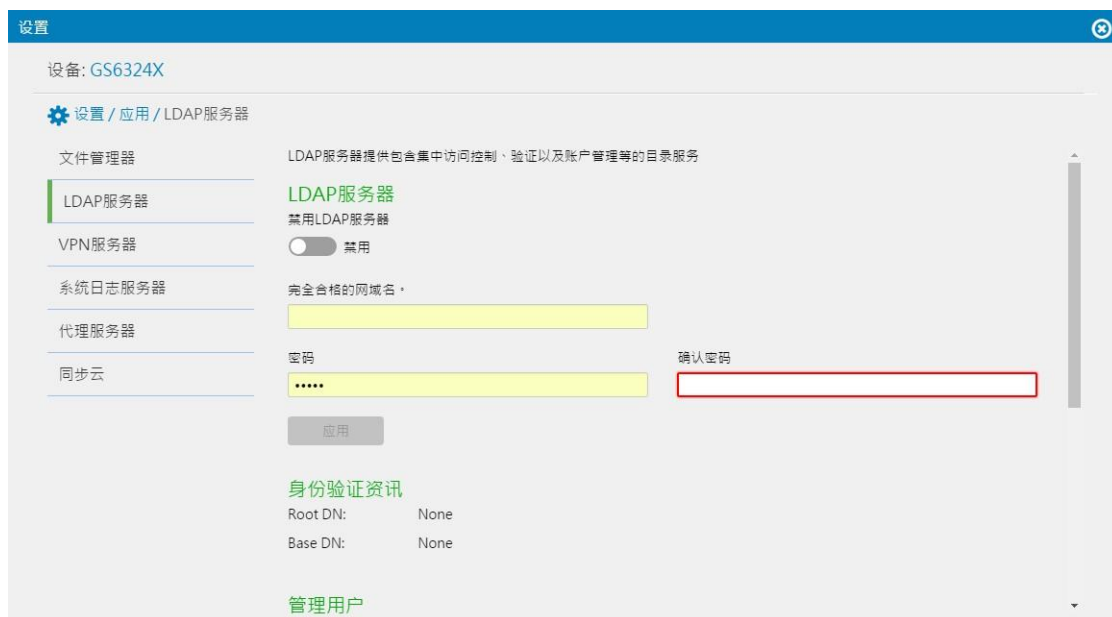 设置
设备: GS6324X
设置 / 应用 / LDAP服务器
文件管理器
LDAP服务器
VPN服务器
系统日志服务器
代理服务器
同步云
LDAP服务器提供包含集中访问控制、验证以及账户管理等的目录服务
LDAP服务器
禁用LDAP服务器
禁用
完全合格的网域名，
密码
确认密码
•••••
应用
身份验证资讯
Root DN: None
Base DN: None
管理用户